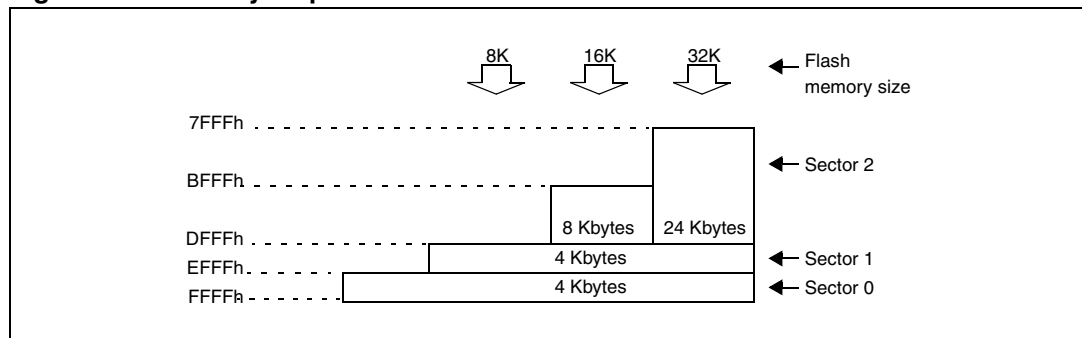 8K 16K 32K
Flash
memory size
7FFFh
Sector 2
BFFFh
8 Kbytes 24 Kbytes
DFFFh
4 Kbytes
Sector 1
EFFFh
4 Kbytes
Sector 0
FFFFh